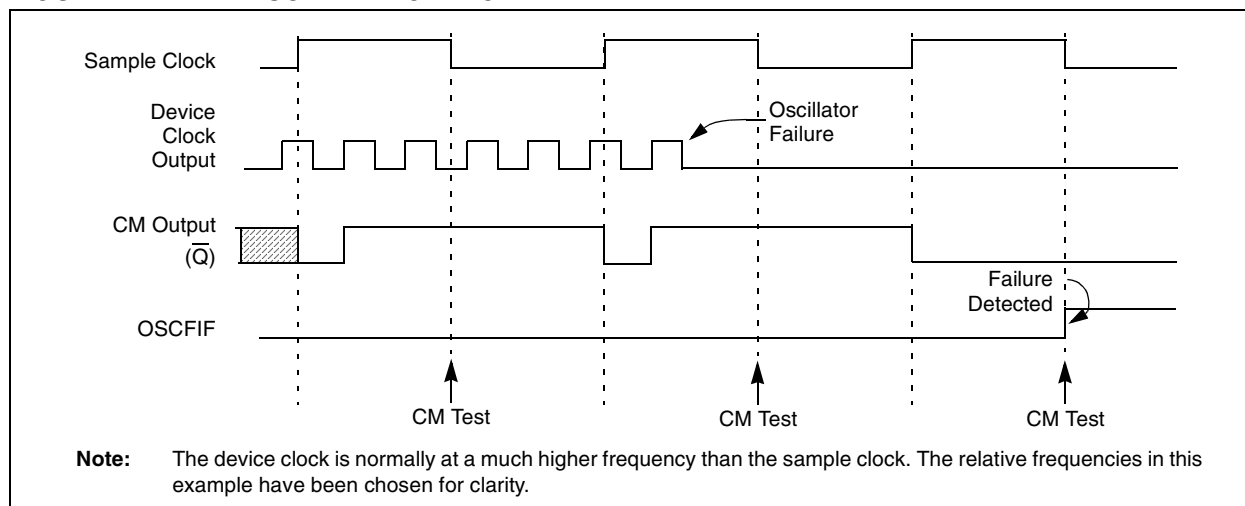 Sample Clock
Device
Clock
Output
Oscillator
Failure
CM Output
(Q̅)
Failure
Detected
OSCFIF
CM Test
CM Test
CM Test
Note: The device clock is normally at a much higher frequency than the sample clock. The relative frequencies in this
example have been chosen for clarity.